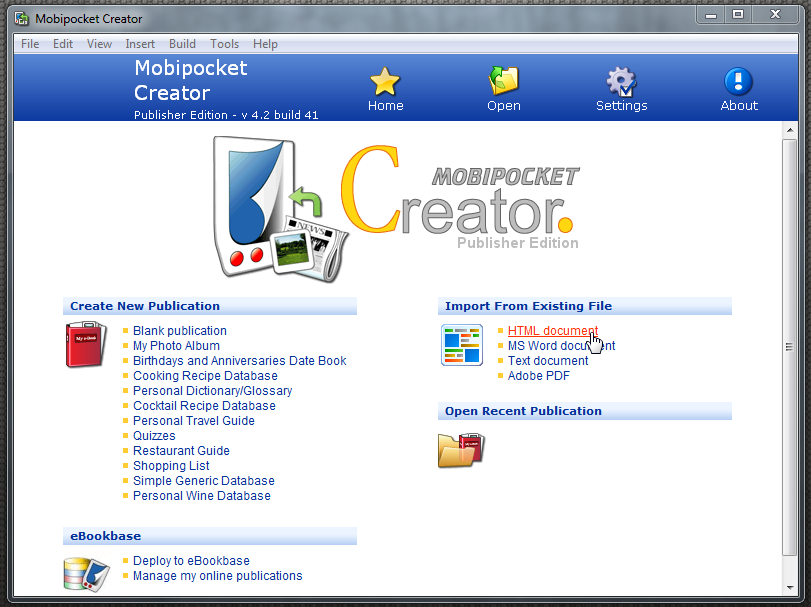 Mobipocket Creator
File Edit View Insert Build Tools Help
Mobipocket
Creator
Publisher Edition - v 4.2 build 41
Home
Open
Settings
About
MOBIPOCKET
Creator.
Publisher Edition
NEWS
Create New Publication
My e-Book
Blank publication
My Photo Album
Birthdays and Anniversaries Date Book
Cooking Recipe Database
Personal Dictionary/Glossary
Cocktail Recipe Database
Personal Travel Guide
Quizzes
Restaurant Guide
Shopping List
Simple Generic Database
Personal Wine Database
eBookbase
Deploy to eBookbase
Manage my online publications
Import From Existing File
HTML document
MS Word document
Text document
Adobe PDF
Open Recent Publication